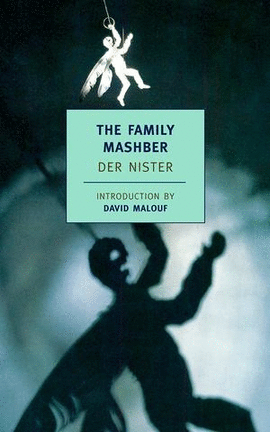 THE FAMILY
MASHBER
DER NISTER
INTRODUCTION BY
DAVID MALOUF